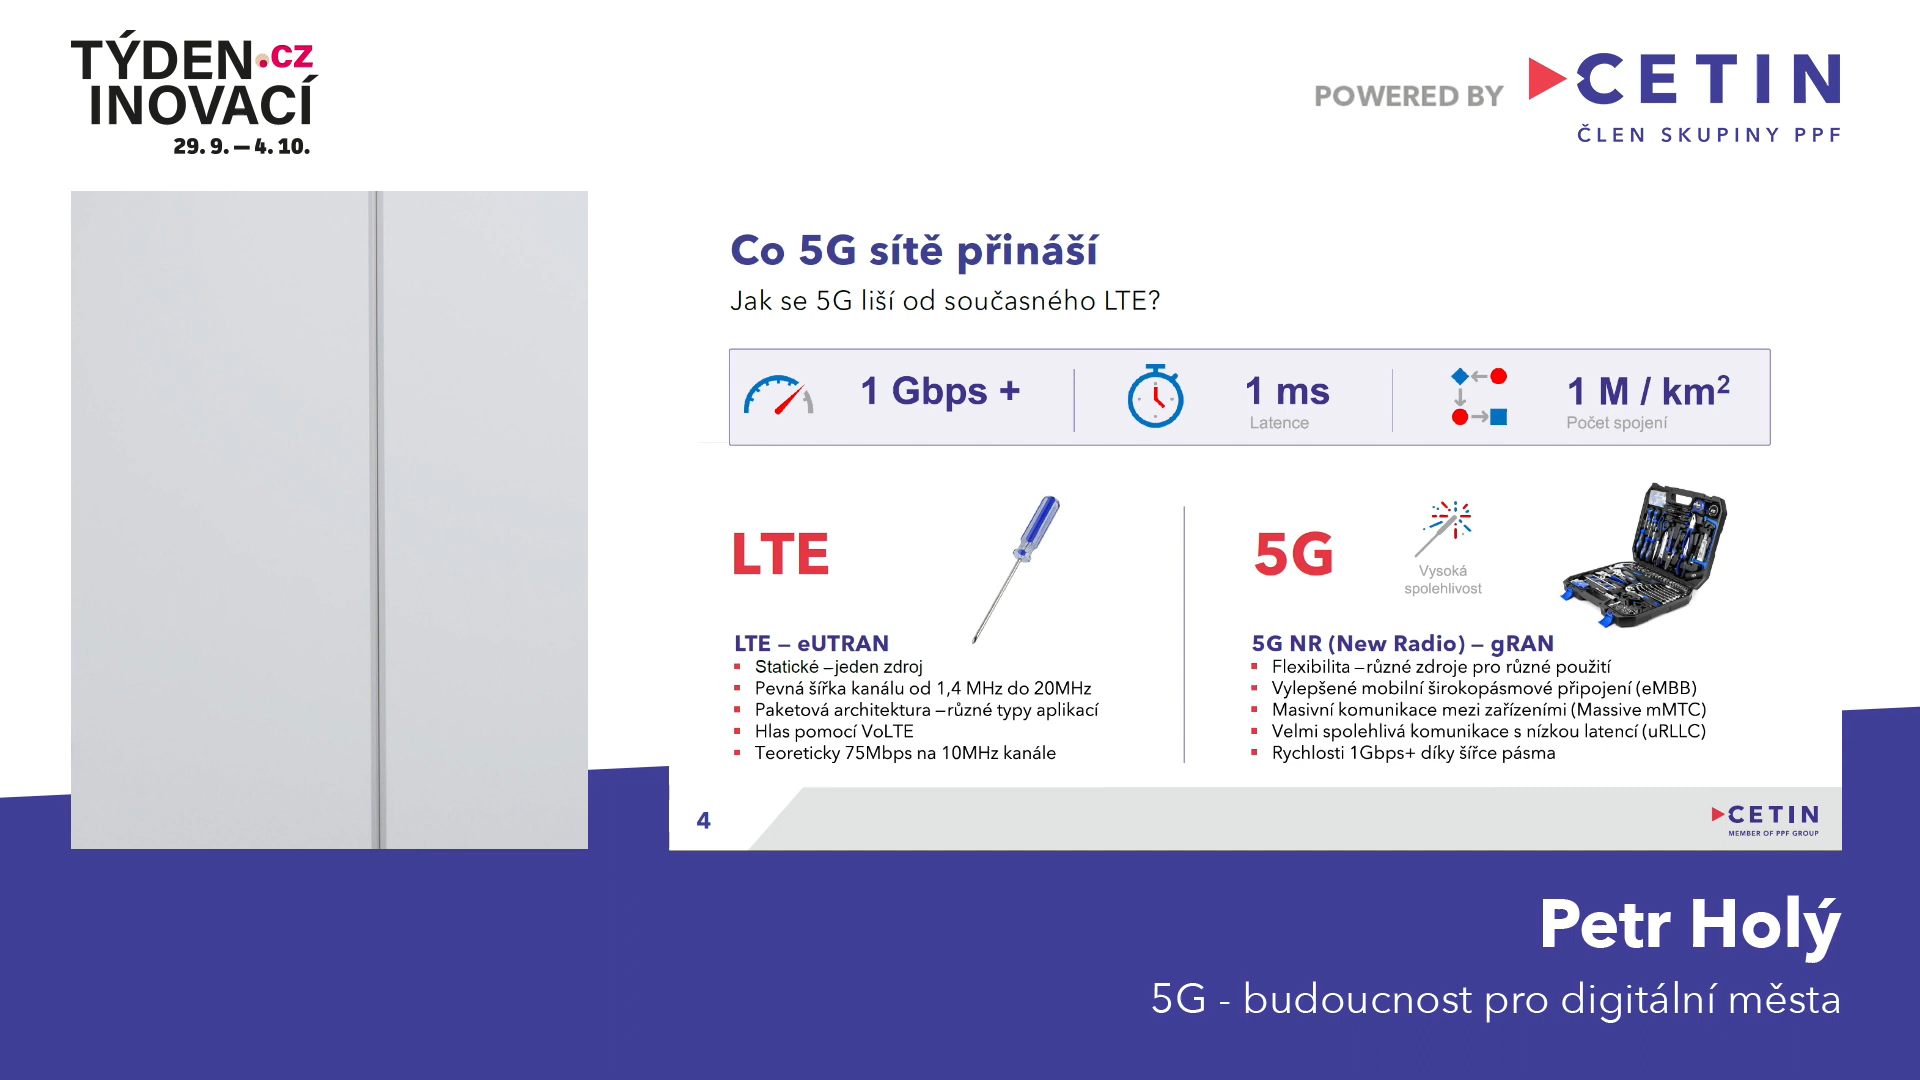 TÝDEN.CZ
INOVACÍ
29. 9. – 4. 10.
POWERED BY
CETIN
ČLEN SKUPINY PPF
Co 5G sítě přináší
Jak se 5G liší od současného LTE?
1 Gbps +
1 ms
Latence
1 M / km²
Počet spojení
LTE
LTE – eUTRAN
Statické – jeden zdroj
Pevná šířka kanálu od 1,4 MHz do 20MHz
Paketová architektura – různé typy aplikací
Hlas pomocí VoLTE
Teoreticky 75Mbps na 10MHz kanále
5G
Vysoká
spolehlivost
5G NR (New Radio) – gRAN
Flexibilita – různé zdroje pro různé použití
Vylepšené mobilní širokopásmové připojení (eMBB)
Masivní komunikace mezi zařízeními (Massive mMTC)
Velmi spolehlivá komunikace s nízkou latencí (uRLLC)
Rychlosti 1Gbps+ díky šířce pásma
4
CETIN
MEMBER OF PPF GROUP
Petr Holý
5G - budoucnost pro digitální města